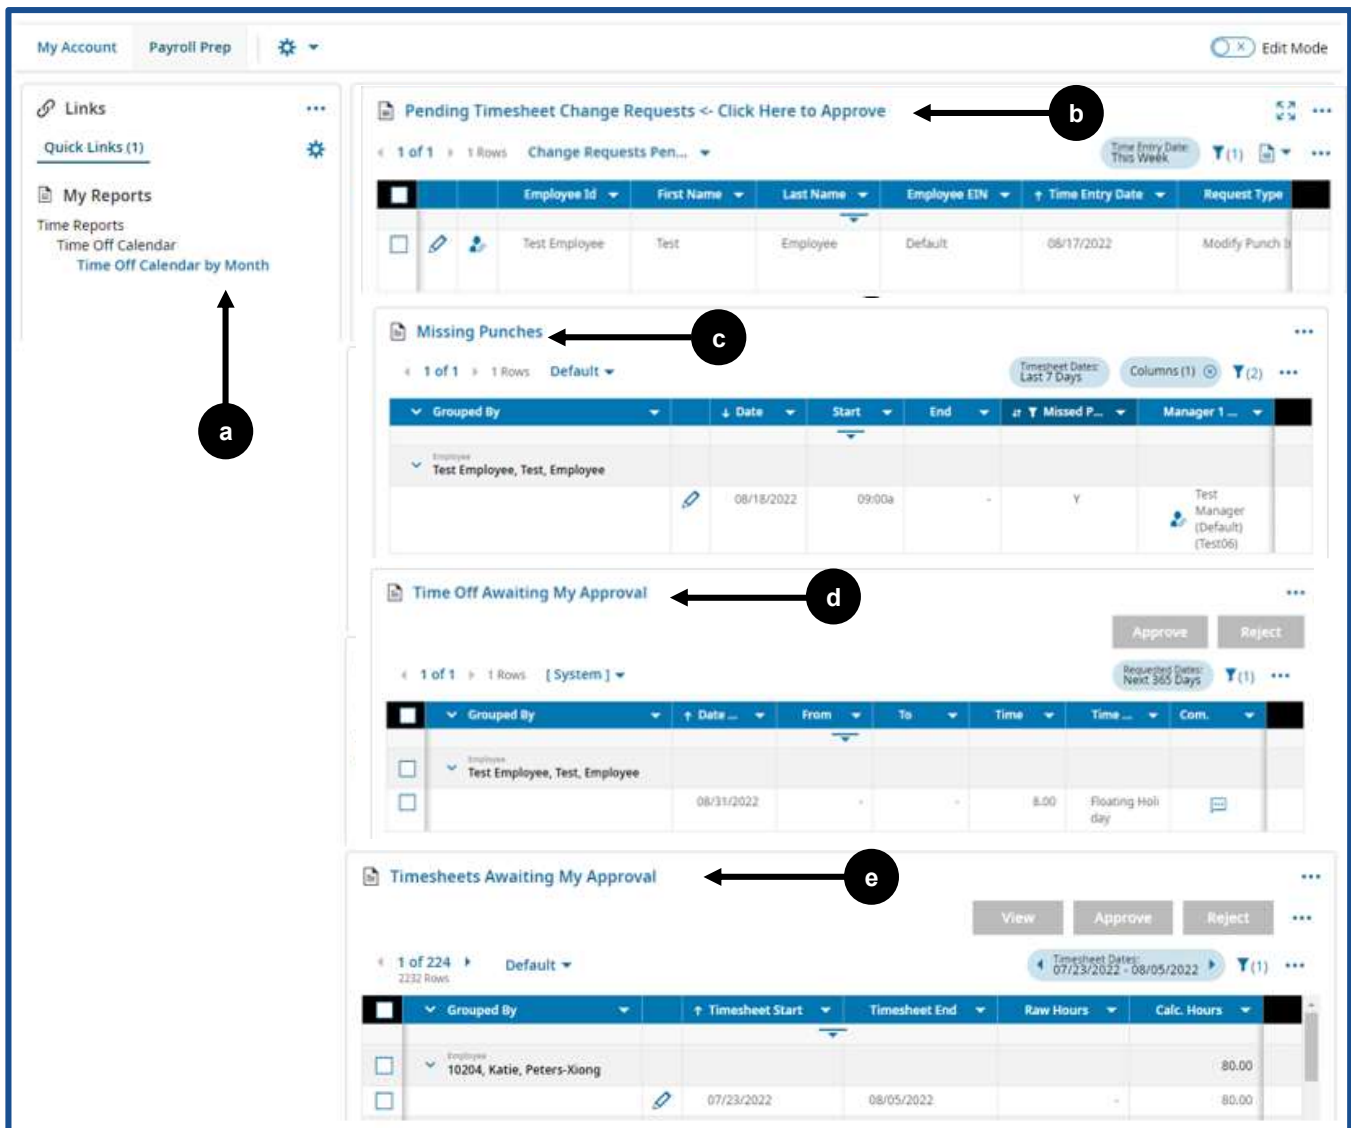 My Account Payroll Prep Edit Mode
Links
Quick Links (1)
My Reports
Time Reports
Time Off Calendar
Time Off Calendar by Month
a
Pending Timesheet Change Requests <- Click Here to Approve
b
1 of 1 1 Rows Change Requests Pen... Time Entry Date: This Week (1)
Employee Id First Name Last Name Employee EIN ↑ Time Entry Date Request Type
Test Employee Test Employee Default 08/17/2022 Modify Punch
Missing Punches
c
1 of 1 1 Rows Default Timesheet Dates: Last 7 Days Columns (1) (2)
Grouped By ↓ Date Start End Missed P... Manager 1 ...
Employee
Test Employee, Test, Employee
08/18/2022 09:00a - Y Test
Manager
(Default)
(Test06)
Time Off Awaiting My Approval
d
Approve Reject
1 of 1 1 Rows [ System ] Requested Dates: Next 365 Days (1)
Grouped By ↑ Date ... From To Time Time ... Com.
Employee
Test Employee, Test, Employee
08/31/2022 - - 8.00 Floating Holi
day
Timesheets Awaiting My Approval
e
View Approve Reject
1 of 224 Default Timesheet Dates: 07/23/2022 - 08/05/2022 (1)
2232 Rows
Grouped By ↑ Timesheet Start Timesheet End Raw Hours Calc. Hours
Employee
10204, Katie, Peters-Xiong 80.00
07/23/2022 08/05/2022 - 80.00